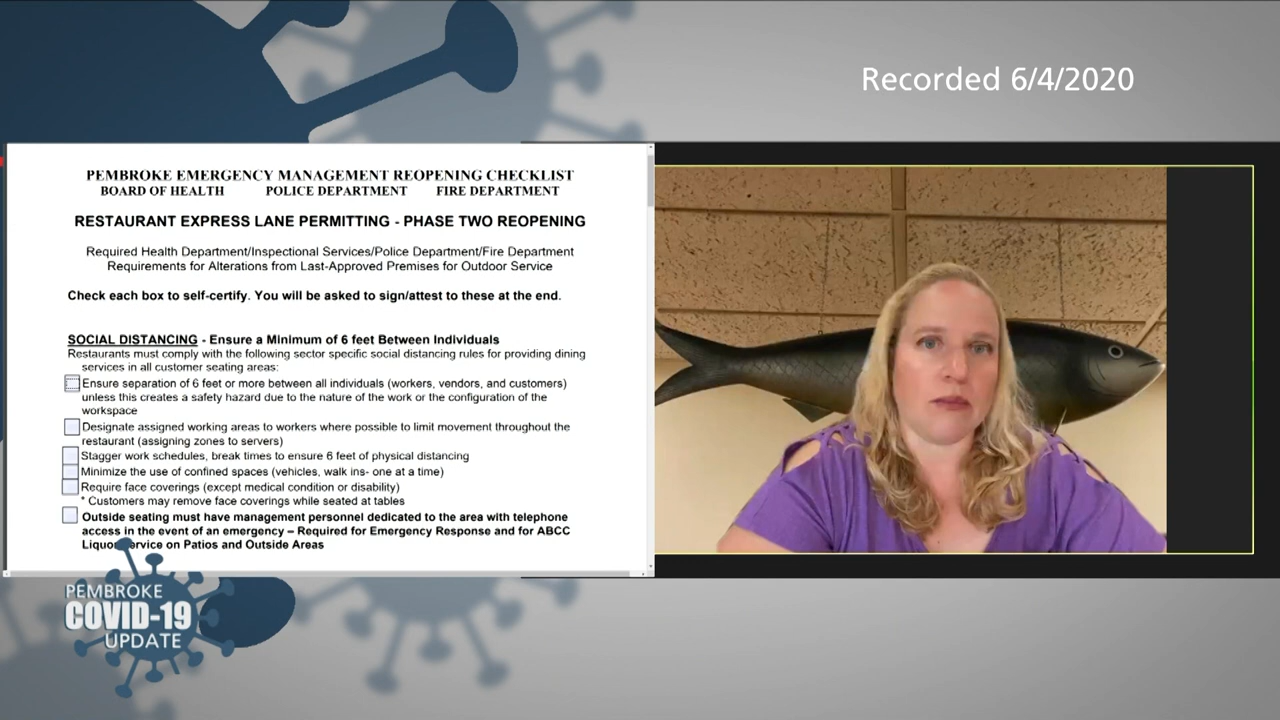 Recorded 6/4/2020
PEMBROKE EMERGENCY MANAGEMENT REOPENING CHECKLIST
BOARD OF HEALTH POLICE DEPARTMENT FIRE DEPARTMENT
RESTAURANT EXPRESS LANE PERMITTING - PHASE TWO REOPENING
Required Health Department/Inspectional Services/Police Department/Fire Department
Requirements for Alterations from Last-Approved Premises for Outdoor Service
Check each box to self-certify. You will be asked to sign/attest to these at the end.
SOCIAL DISTANCING - Ensure a Minimum of 6 feet Between Individuals
Restaurants must comply with the following sector specific social distancing rules for providing dining
services in all customer seating areas:
Ensure separation of 6 feet or more between all individuals (workers, vendors, and customers)
unless this creates a safety hazard due to the nature of the work or the configuration of the
workspace
Designate assigned working areas to workers where possible to limit movement throughout the
restaurant (assigning zones to servers)
Stagger work schedules, break times to ensure 6 feet of physical distancing
Minimize the use of confined spaces (vehicles, walk ins- one at a time)
Require face coverings (except medical condition or disability)
* Customers may remove face coverings while seated at tables
Outside seating must have management personnel dedicated to the area with telephone
access in the event of an emergency – Required for Emergency Response and for ABCC
Liquor Service on Patios and Outside Areas
PEMBROKE
COVID-19
UPDATE